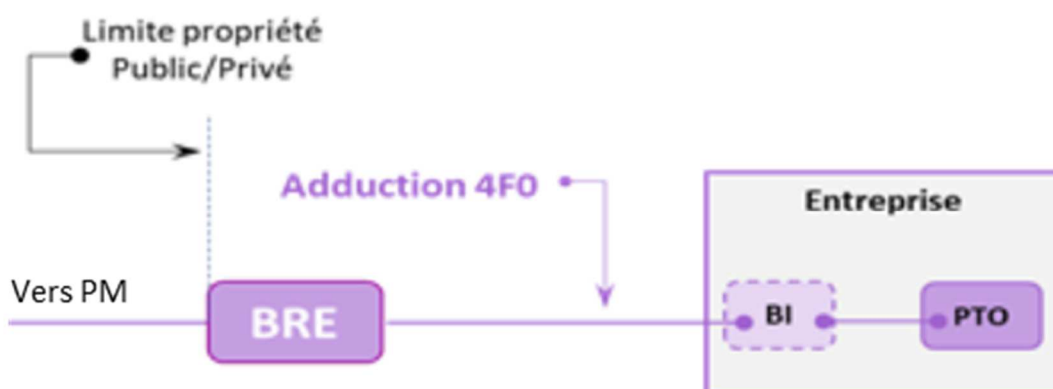 Limite propriété
Public/Privé
Adduction 4F0
Entreprise
Vers PM
BRE
BI
PTO